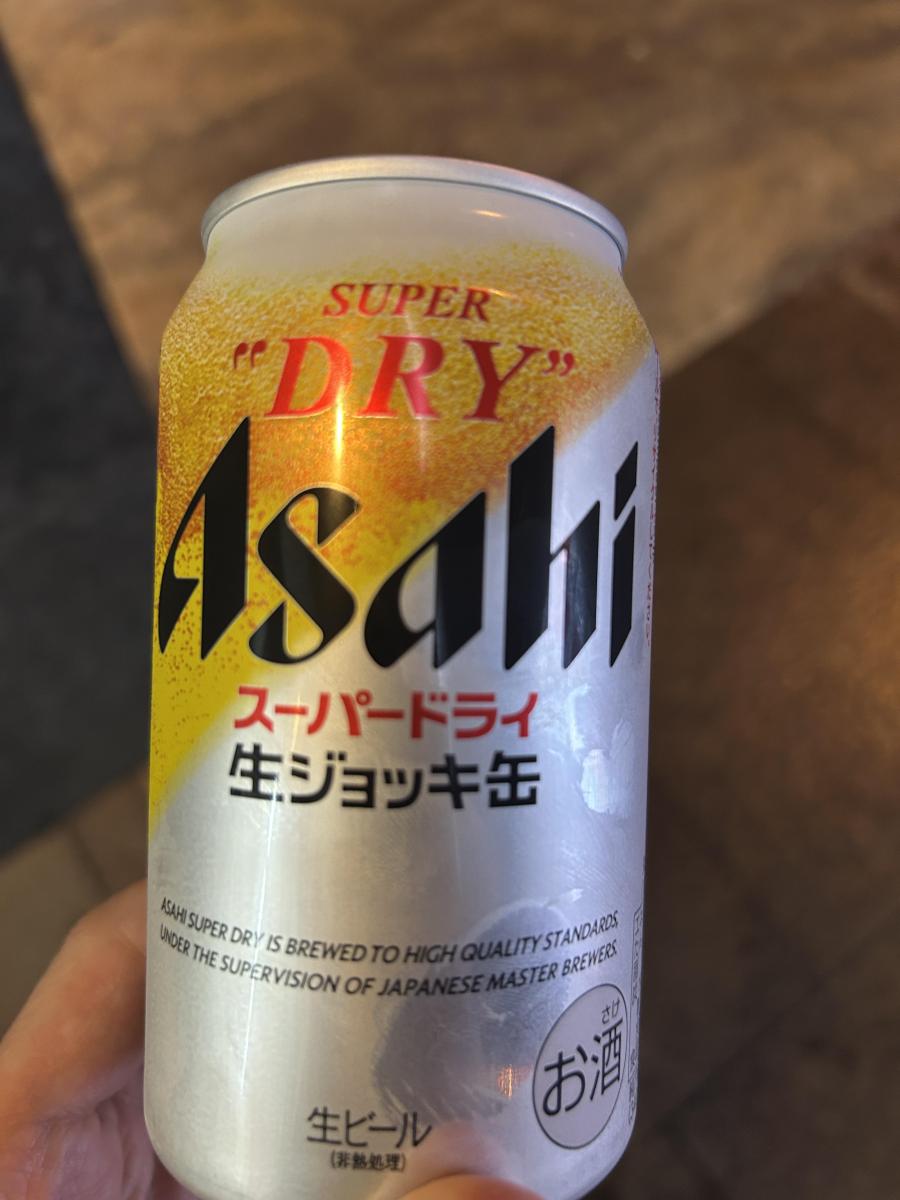 SUPER
"DRY"
Asahi
スーパードライ
生ジョッキ缶
ASAHI SUPER DRY IS BREWED TO HIGH QUALITY STANDARDS,
UNDER THE SUPERVISION OF JAPANESE MASTER BREWERS.
さけ
お酒
生ビール
(非熱処理)